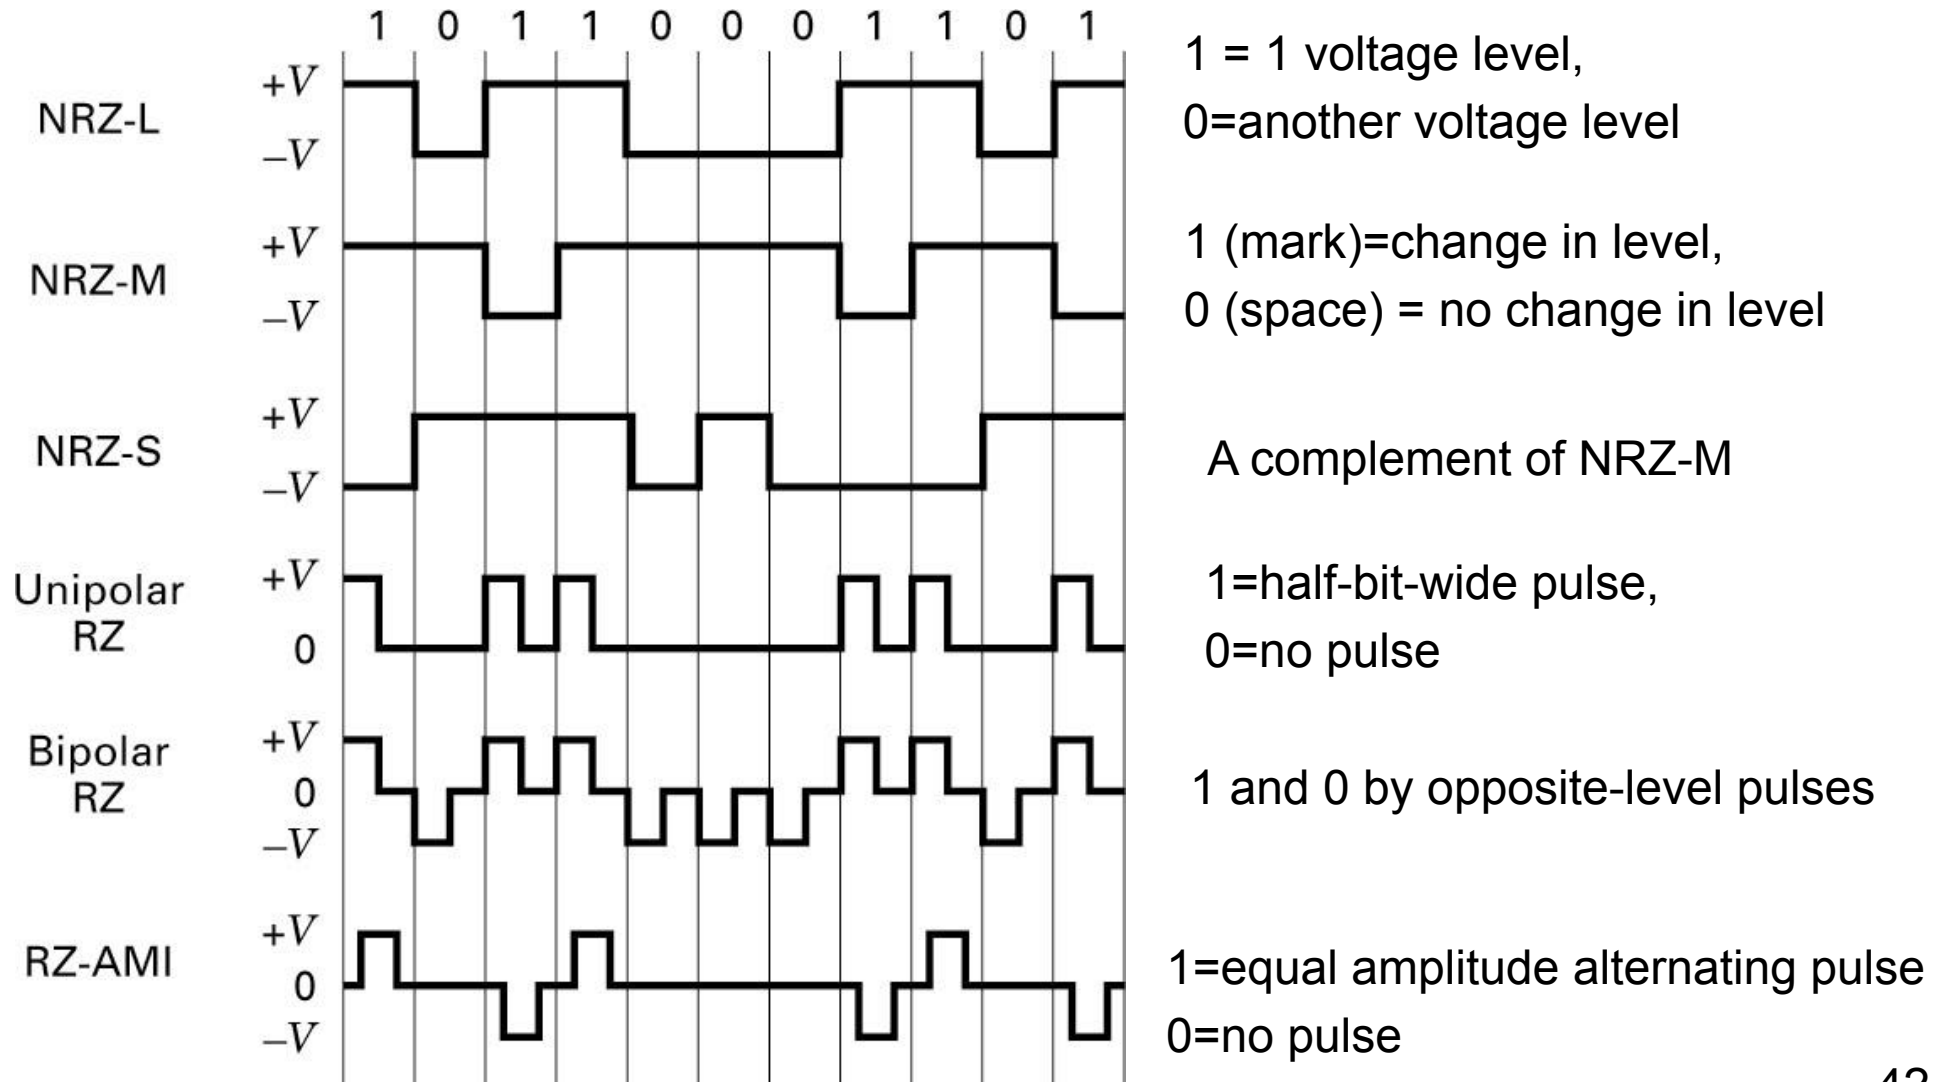 1 0 1 1 0 0 0 1 1 0 1
NRZ-L
+V
–V
1 = 1 voltage level,
0=another voltage level
NRZ-M
+V
–V
1 (mark)=change in level,
0 (space) = no change in level
NRZ-S
+V
–V
A complement of NRZ-M
Unipolar
RZ
+V
0
1=half-bit-wide pulse,
0=no pulse
Bipolar
RZ
+V
0
–V
1 and 0 by opposite-level pulses
RZ-AMI
+V
0
–V
1=equal amplitude alternating pulse
0=no pulse